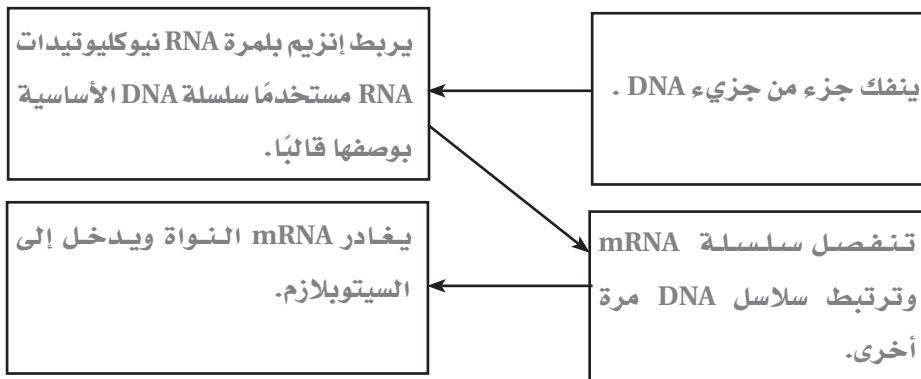 ينفك جزء من جزيء DNA .
يربط إنزيم بلمرة RNA نيوكليوتيدات
RNA مستخدمًا سلسلة DNA الأساسية
بوصفها قالبًا.
تنفصل سلسلة mRNA
وترتبط سلاسل DNA مرة
أخرى.
يغادر mRNA النواة ويدخل إلى
السيتوبلازم.